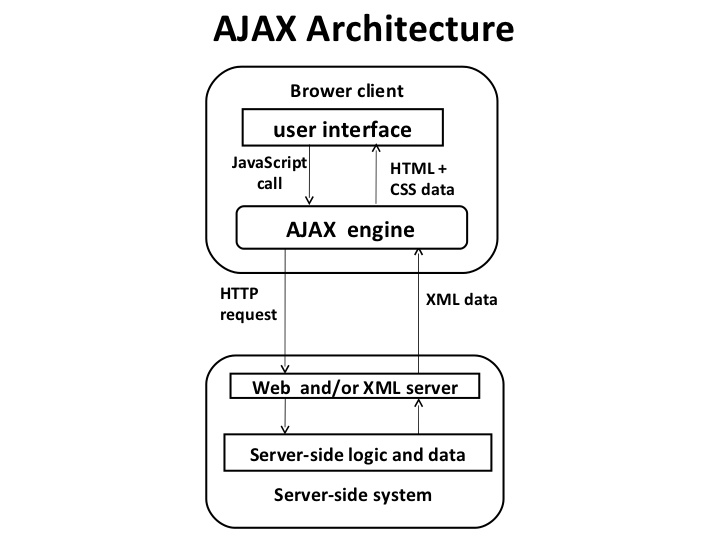 AJAX Architecture
Brower client
user interface
JavaScript
call
HTML +
CSS data
AJAX engine
HTTP
request
XML data
Web and/or XML server
Server-side logic and data
Server-side system